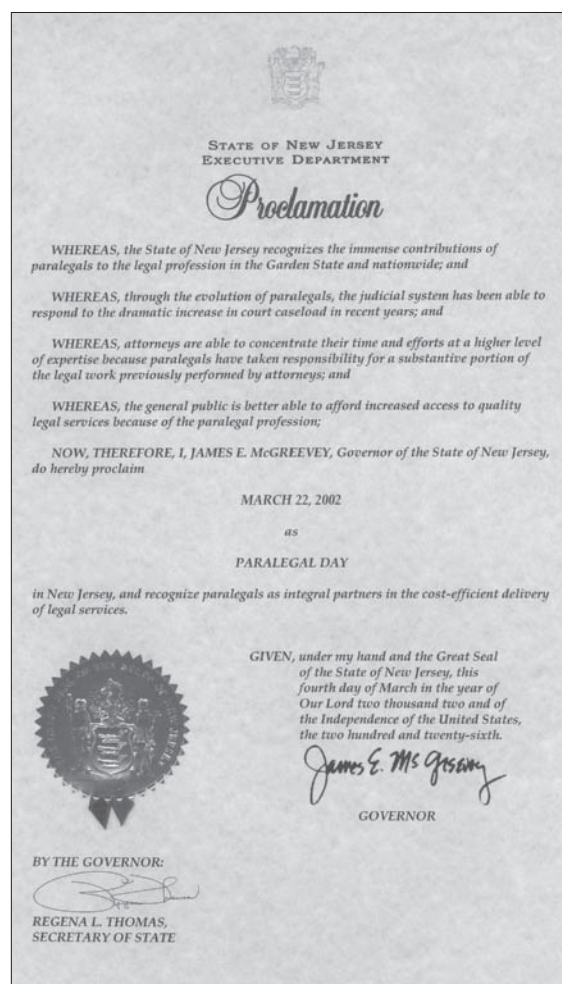 STATE OF NEW JERSEY
EXECUTIVE DEPARTMENT
Proclamation
WHEREAS, the State of New Jersey recognizes the immense contributions of
paralegals to the legal profession in the Garden State and nationwide; and
WHEREAS, through the evolution of paralegals, the judicial system has been able to
respond to the dramatic increase in court caseload in recent years; and
WHEREAS, attorneys are able to concentrate their time and efforts at a higher level
of expertise because paralegals have taken responsibility for a substantive portion of
the legal work previously performed by attorneys; and
WHEREAS, the general public is better able to afford increased access to quality
legal services because of the paralegal profession;
NOW, THEREFORE, I, JAMES E. McGREEVEY, Governor of the State of New Jersey,
do hereby proclaim
MARCH 22, 2002
as
PARALEGAL DAY
in New Jersey, and recognize paralegals as integral partners in the cost-efficient delivery
of legal services.
GIVEN, under my hand and the Great Seal
of the State of New Jersey, this
fourth day of March in the year of
Our Lord two thousand two and of
the Independence of the United States,
the two hundred and twenty-sixth.
James E. McGreevey
GOVERNOR
BY THE GOVERNOR:
REGENA L. THOMAS,
SECRETARY OF STATE